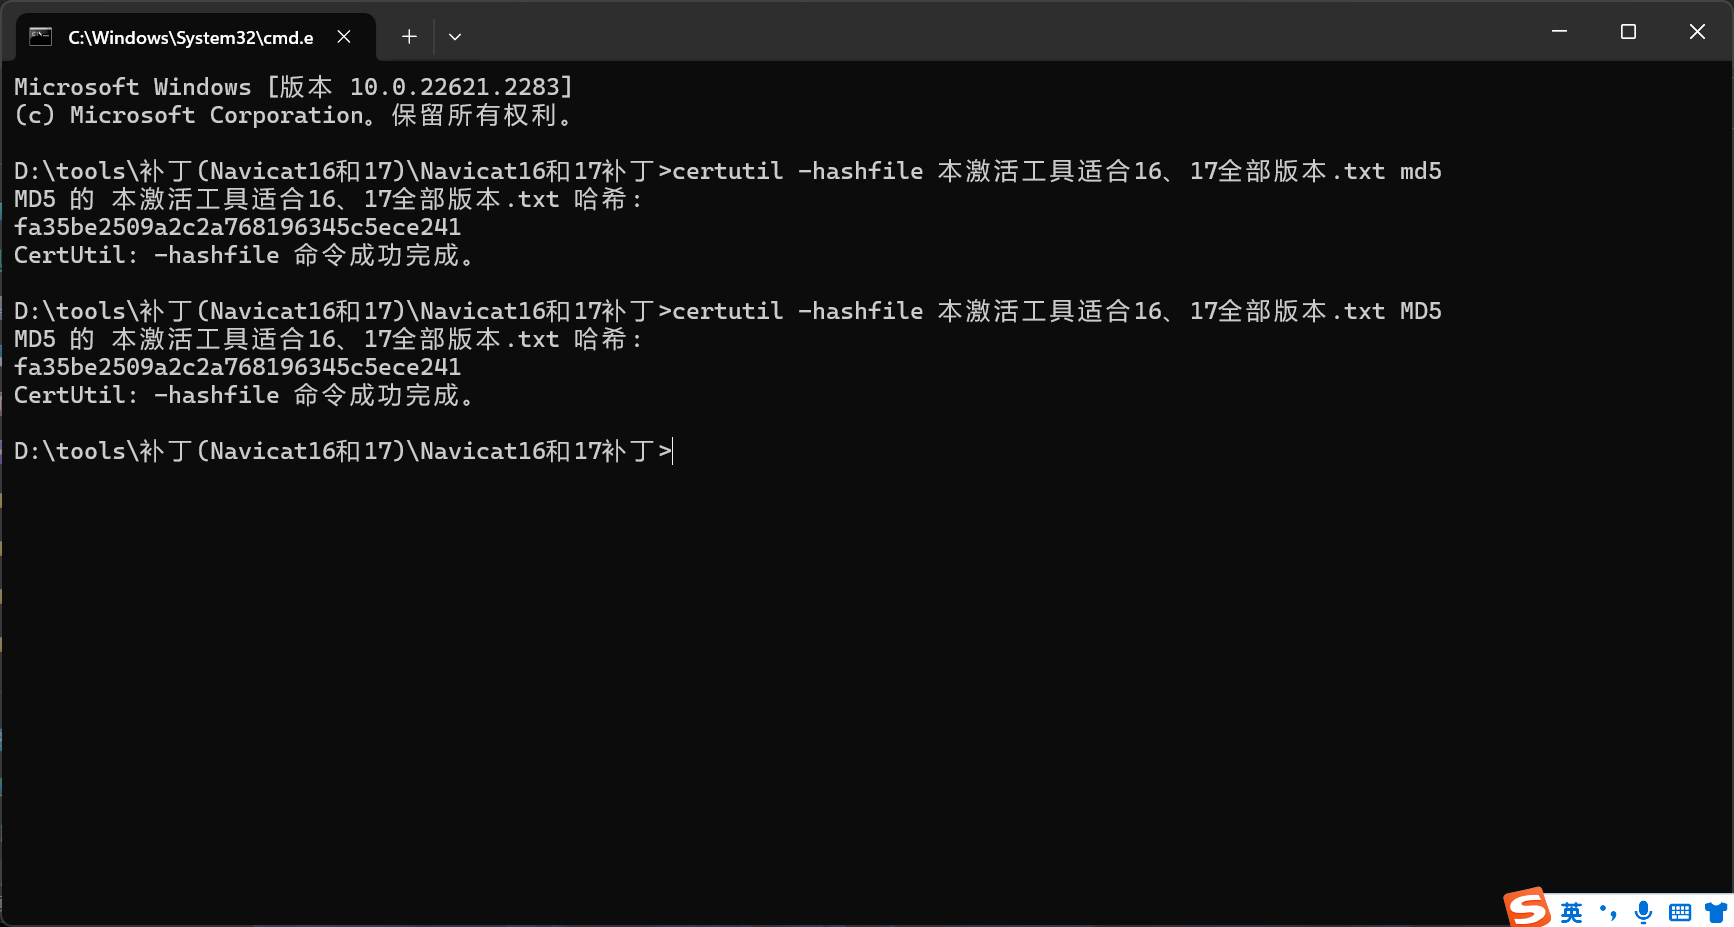 C:\Windows\System32\cmd.e
Microsoft Windows [版本 10.0.22621.2283]
(c) Microsoft Corporation。保留所有权利。
D:\tools\补丁(Navicat16和17)\Navicat16和17补丁>certutil -hashfile 本激活工具适合16、17全部版本.txt md5
MD5 的 本激活工具适合16、17全部版本.txt 哈希:
fa35be2509a2c2a768196345c5ece241
CertUtil: -hashfile 命令成功完成。
D:\tools\补丁(Navicat16和17)\Navicat16和17补丁>certutil -hashfile 本激活工具适合16、17全部版本.txt MD5
MD5 的 本激活工具适合16、17全部版本.txt 哈希:
fa35be2509a2c2a768196345c5ece241
CertUtil: -hashfile 命令成功完成。
D:\tools\补丁(Navicat16和17)\Navicat16和17补丁>
英